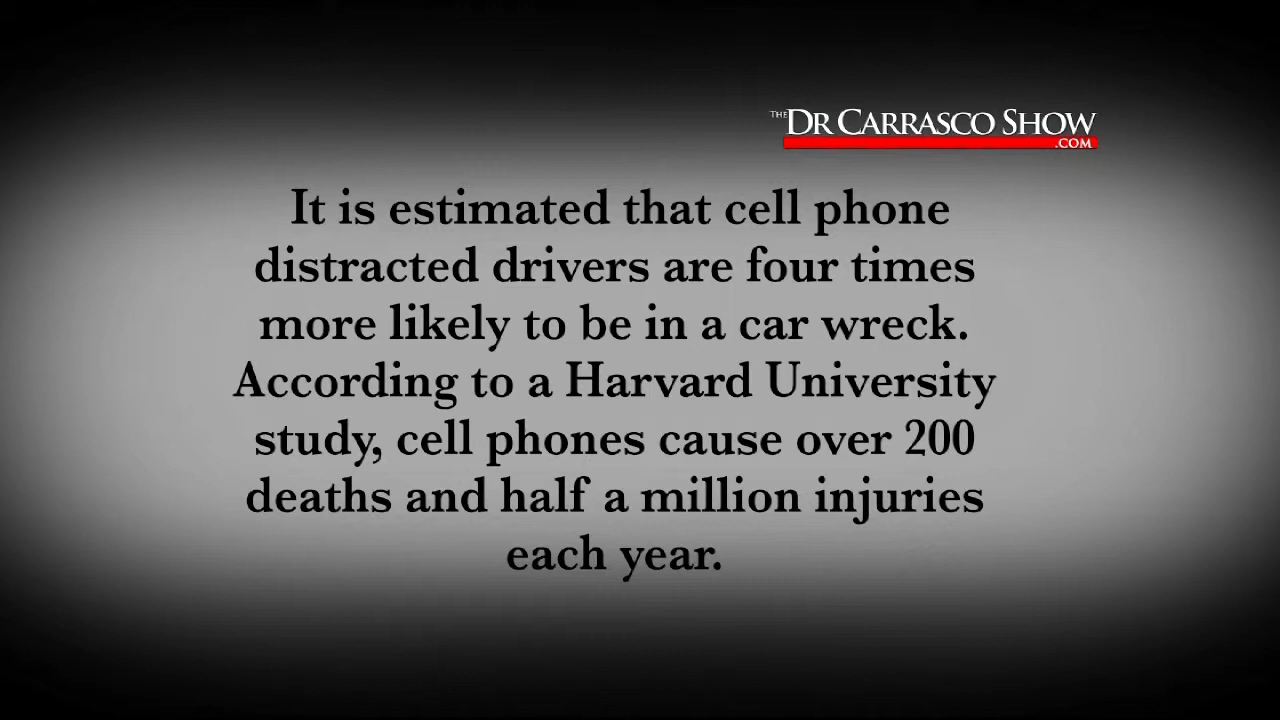 THE DR CARRASCO SHOW
.COM
It is estimated that cell phone
distracted drivers are four times
more likely to be in a car wreck.
According to a Harvard University
study, cell phones cause over 200
deaths and half a million injuries
each year.